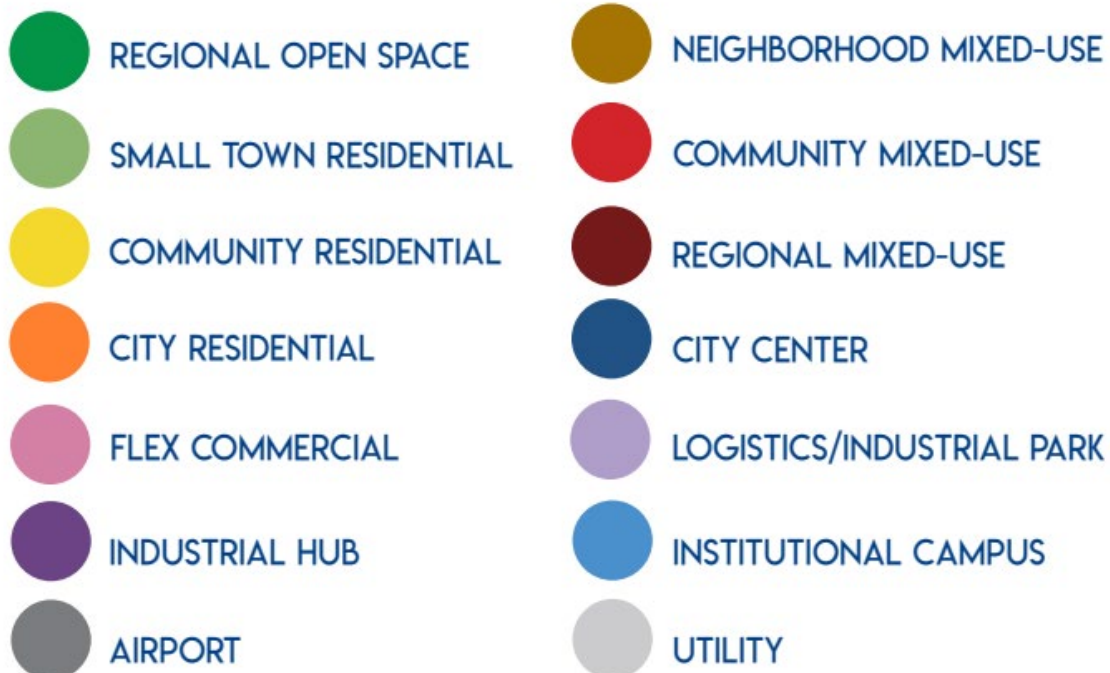 REGIONAL OPEN SPACE
SMALL TOWN RESIDENTIAL
COMMUNITY RESIDENTIAL
CITY RESIDENTIAL
FLEX COMMERCIAL
INDUSTRIAL HUB
AIRPORT
NEIGHBORHOOD MIXED-USE
COMMUNITY MIXED-USE
REGIONAL MIXED-USE
CITY CENTER
LOGISTICS/INDUSTRIAL PARK
INSTITUTIONAL CAMPUS
UTILITY